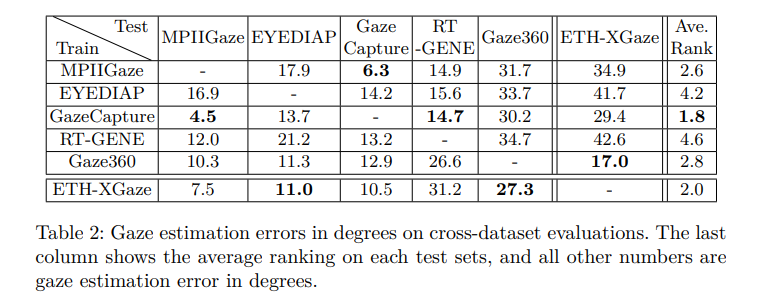 Test Train MPIIGaze EYEDIAP Gaze Capture RT -GENE Gaze360 ETH-XGaze Ave. Rank
MPIIGaze - 17.9 6.3 14.9 31.7 34.9 2.6
EYEDIAP 16.9 - 14.2 15.6 33.7 41.7 4.2
GazeCapture 4.5 13.7 - 14.7 30.2 29.4 1.8
RT-GENE 12.0 21.2 13.2 - 34.7 42.6 4.6
Gaze360 10.3 11.3 12.9 26.6 - 17.0 2.8
ETH-XGaze 7.5 11.0 10.5 31.2 27.3 - 2.0
Table 2: Gaze estimation errors in degrees on cross-dataset evaluations. The last
column shows the average ranking on each test sets, and all other numbers are
gaze estimation error in degrees.